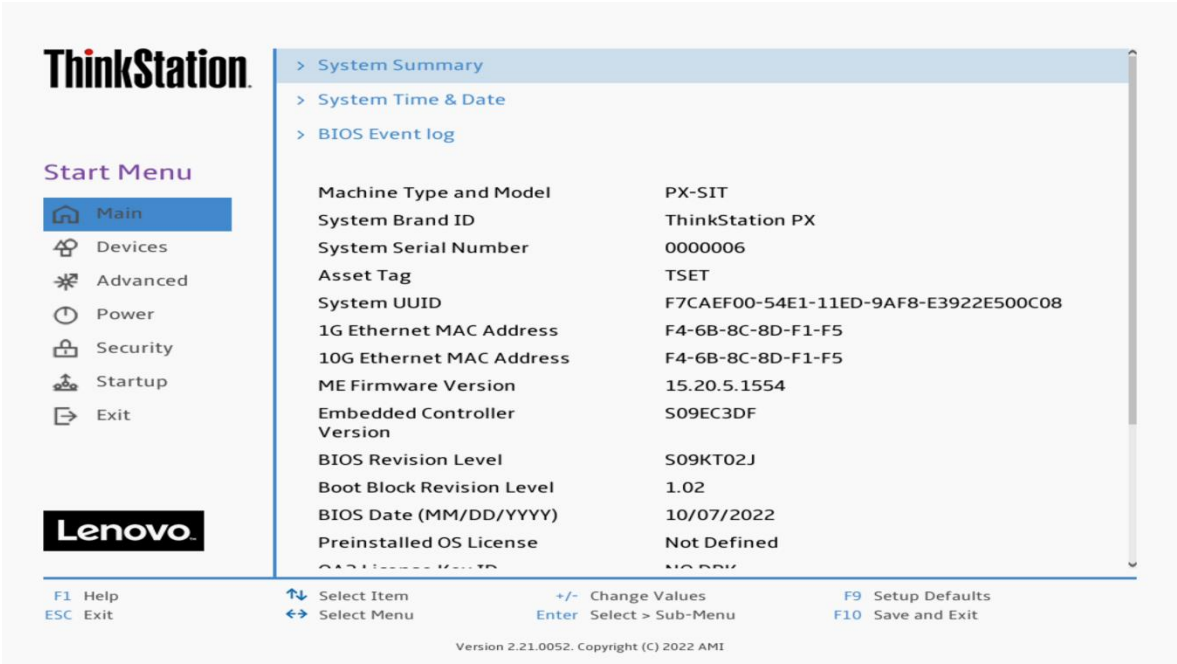 ThinkStation
Start Menu
Main
Devices
Advanced
Power
Security
Startup
Exit
Lenovo
> System Summary
> System Time & Date
> BIOS Event log
Machine Type and Model PX-SIT
System Brand ID ThinkStation PX
System Serial Number 0000006
Asset Tag TSET
System UUID F7CAEF00-54E1-11ED-9AF8-E3922E500C08
1G Ethernet MAC Address F4-6B-8C-8D-F1-F5
10G Ethernet MAC Address F4-6B-8C-8D-F1-F5
ME Firmware Version 15.20.5.1554
Embedded Controller S09EC3DF
Version
BIOS Revision Level S09KT02J
Boot Block Revision Level 1.02
BIOS Date (MM/DD/YYYY) 10/07/2022
Preinstalled OS License Not Defined
F1 Help ↑↓ Select Item +/- Change Values F9 Setup Defaults
ESC Exit ←→ Select Menu Enter Select > Sub-Menu F10 Save and Exit
Version 2.21.0052. Copyright (C) 2022 AMI